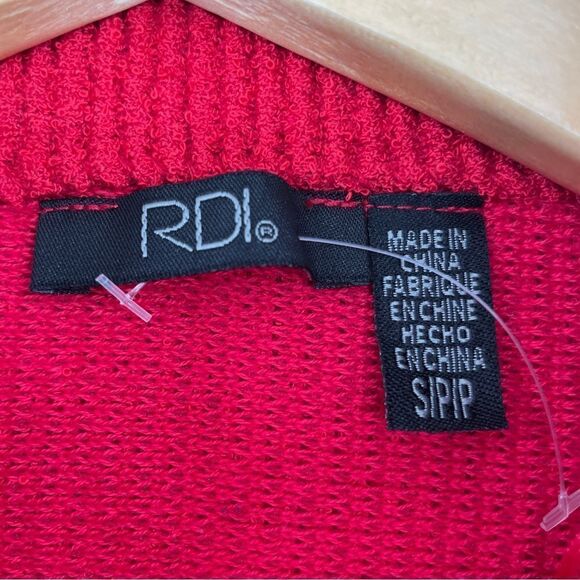 RDI®
MADE IN
CHINA
FABRIQUE
EN CHINE
HECHO
EN CHINA
S/P/P